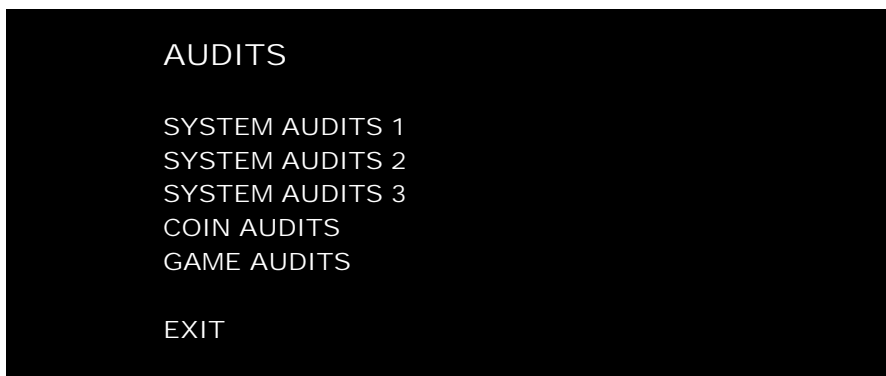 AUDITS
SYSTEM AUDITS 1
SYSTEM AUDITS 2
SYSTEM AUDITS 3
COIN AUDITS
GAME AUDITS
EXIT